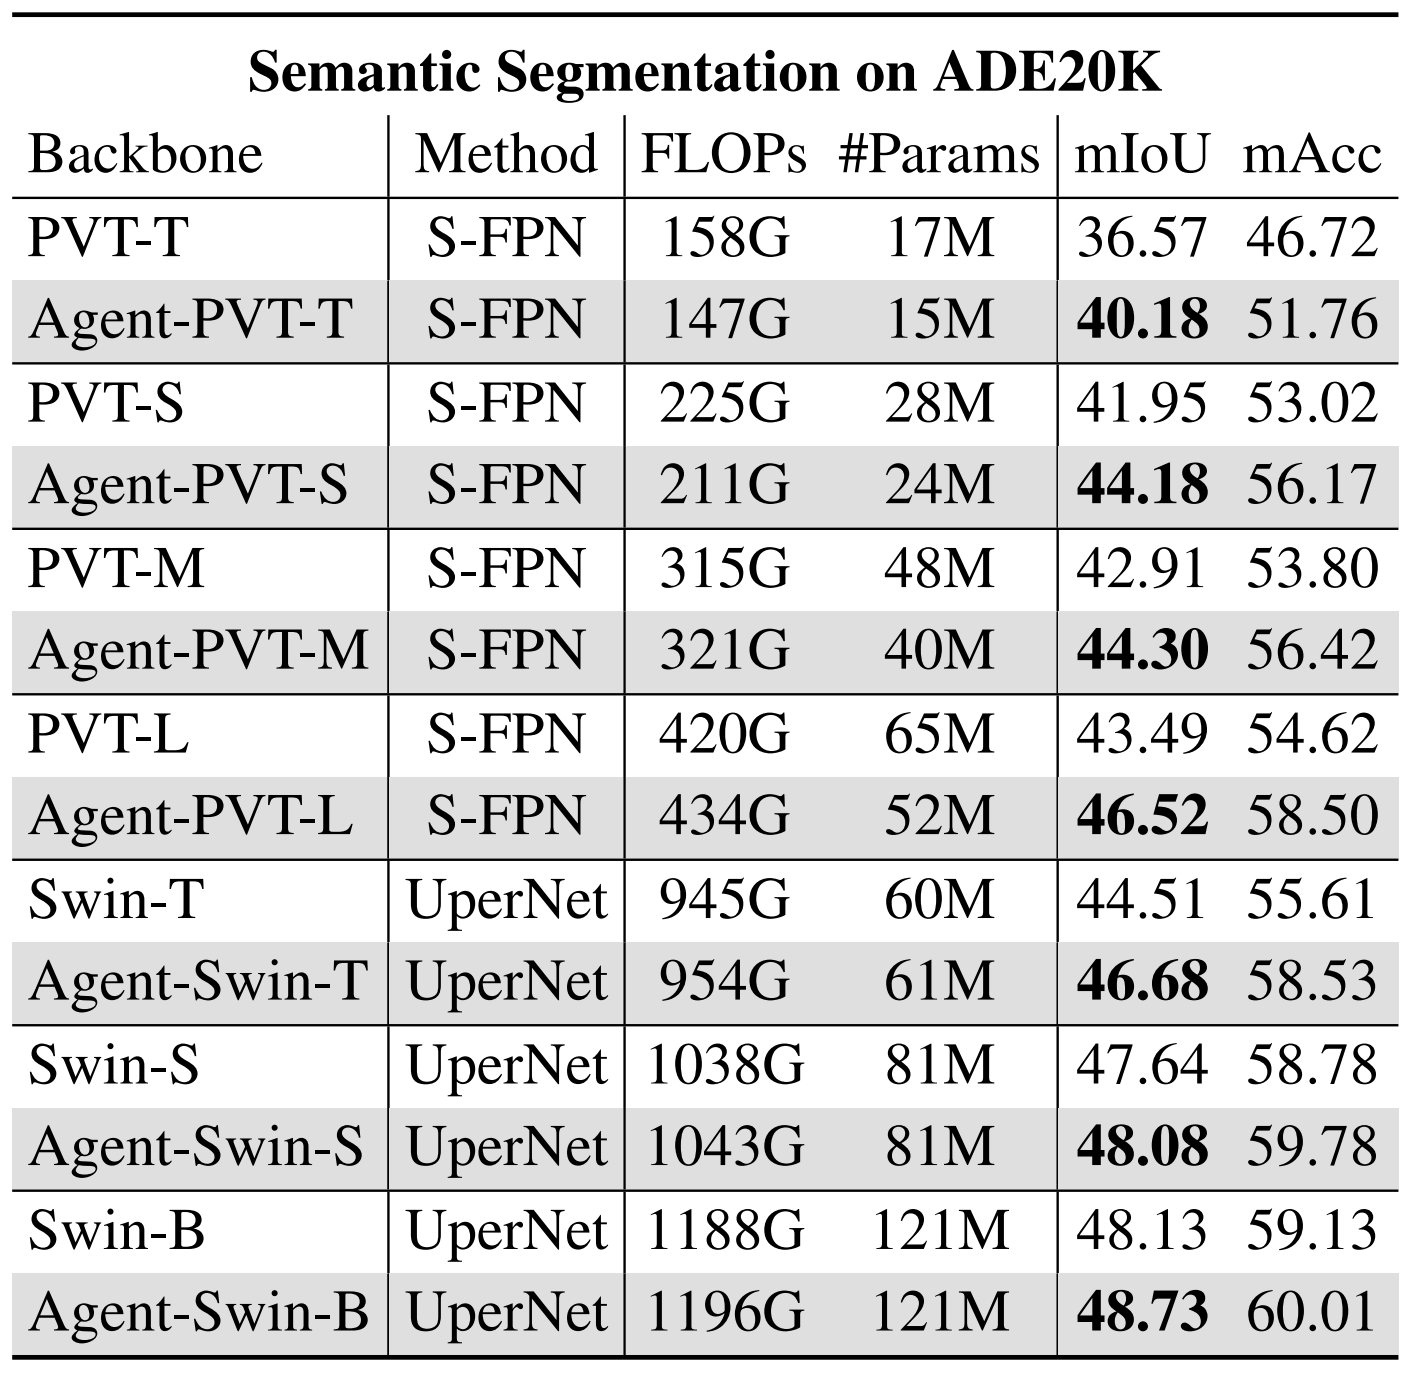 Semantic Segmentation on ADE20K
Backbone Method FLOPs #Params mIoU mAcc
PVT-T S-FPN 158G 17M 36.57 46.72
Agent-PVT-T S-FPN 147G 15M 40.18 51.76
PVT-S S-FPN 225G 28M 41.95 53.02
Agent-PVT-S S-FPN 211G 24M 44.18 56.17
PVT-M S-FPN 315G 48M 42.91 53.80
Agent-PVT-M S-FPN 321G 40M 44.30 56.42
PVT-L S-FPN 420G 65M 43.49 54.62
Agent-PVT-L S-FPN 434G 52M 46.52 58.50
Swin-T UperNet 945G 60M 44.51 55.61
Agent-Swin-T UperNet 954G 61M 46.68 58.53
Swin-S UperNet 1038G 81M 47.64 58.78
Agent-Swin-S UperNet 1043G 81M 48.08 59.78
Swin-B UperNet 1188G 121M 48.13 59.13
Agent-Swin-B UperNet 1196G 121M 48.73 60.01